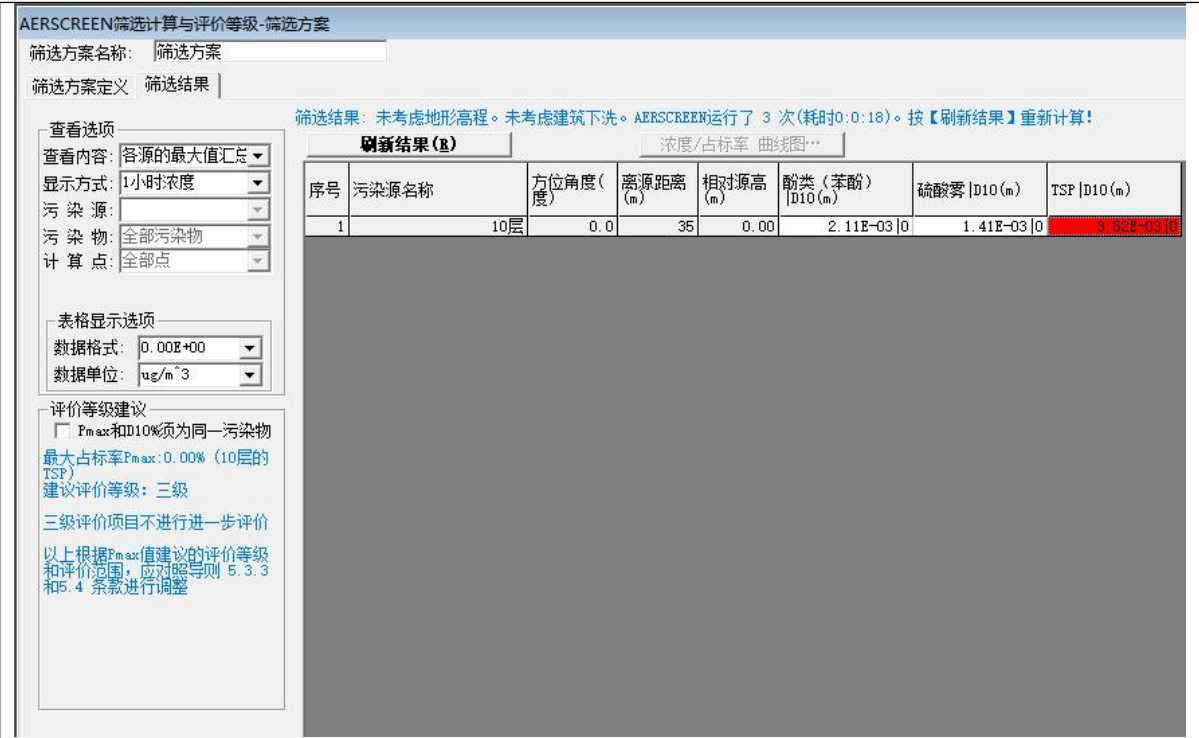 AERSCREEN筛选计算与评价等级-筛选方案
筛选方案名称: 筛选方案
筛选方案定义 筛选结果
筛选结果: 未考虑地形高程。未考虑建筑下洗。AERSCREEN运行了 3 次(耗时0:0:18)。按【刷新结果】重新计算!
刷新结果(R) 浓度/占标率 曲线图…
查看选项
查看内容: 各源的最大值汇总
显示方式: 1小时浓度
污 染 源:
污 染 物: 全部污染物
计 算 点: 全部点
表格显示选项
数据格式: 0.00E+00
数据单位: ug/m^3
评价等级建议
Pmax和D10%须为同一污染物
最大占标率Pmax:0.00% (10层的
TSP)
建议评价等级: 三级
三级评价项目不进行进一步评价
以上根据Pmax值建议的评价等级
和评价范围,应对照导则 5.3.3
和5.4 条款进行调整
序号 污染源名称 方位角度(度) 离源距离(m) 相对源高(m) 酚类(苯酚)|D10(m) 硫酸雾|D10(m) TSP|D10(m)
1 10层 0.0 35 0.00 2.11E-03|0 1.41E-03|0 3.52E-03|0